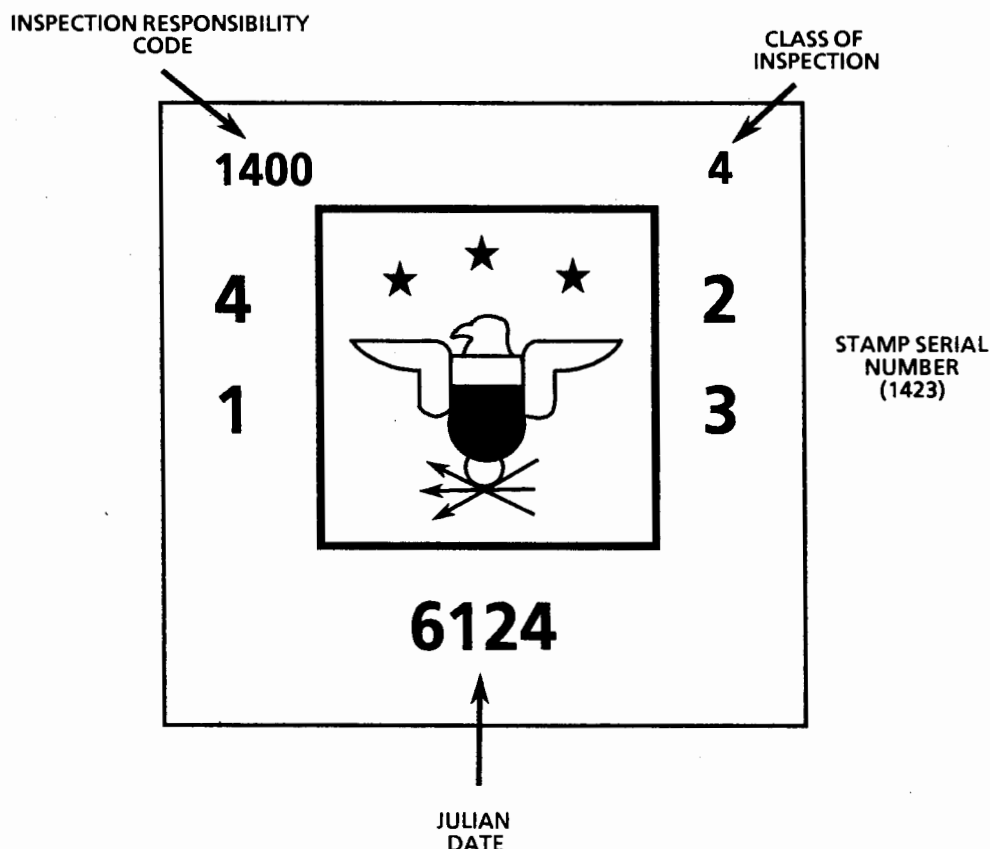 INSPECTION RESPONSIBILITY
CODE
CLASS OF
INSPECTION
1400
4
4
2
STAMP SERIAL
NUMBER
(1423)
1
3
6124
JULIAN
DATE